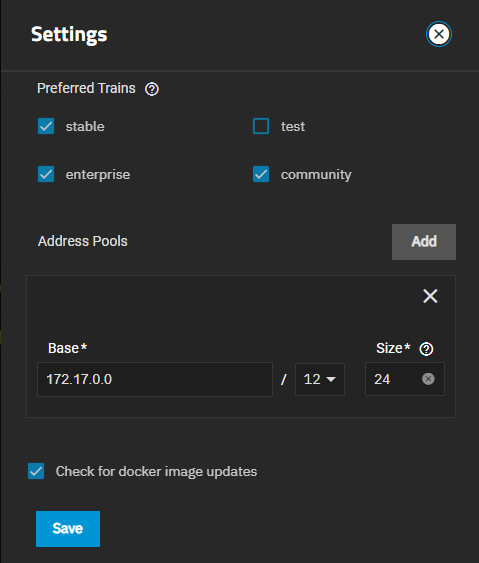 Settings
Preferred Trains
stable test
enterprise community
Address Pools Add
Base* Size*
172.17.0.0 / 12 24
Check for docker image updates
Save